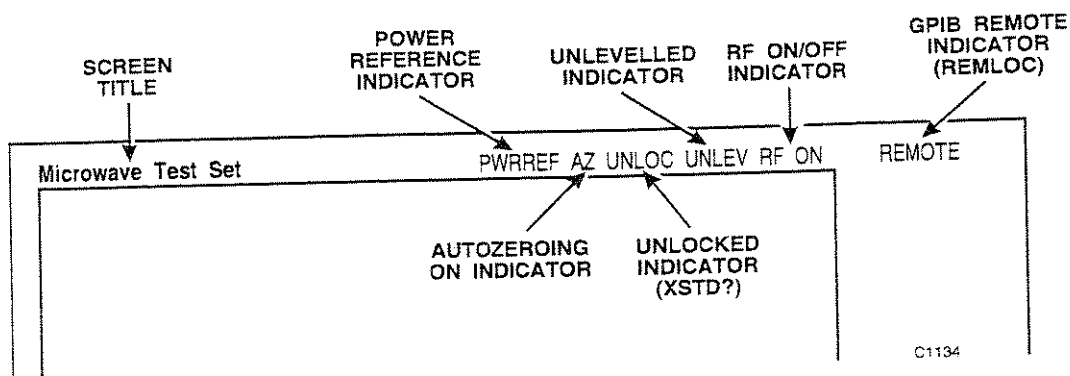 SCREEN
TITLE
POWER
REFERENCE
INDICATOR
UNLEVELLED
INDICATOR
RF ON/OFF
INDICATOR
GPIB REMOTE
INDICATOR
(REMLOC)
Microwave Test Set
PWRREF AZ UNLOC UNLEV RF ON
REMOTE
AUTOZEROING
ON INDICATOR
UNLOCKED
INDICATOR
(XSTD?)
C1134